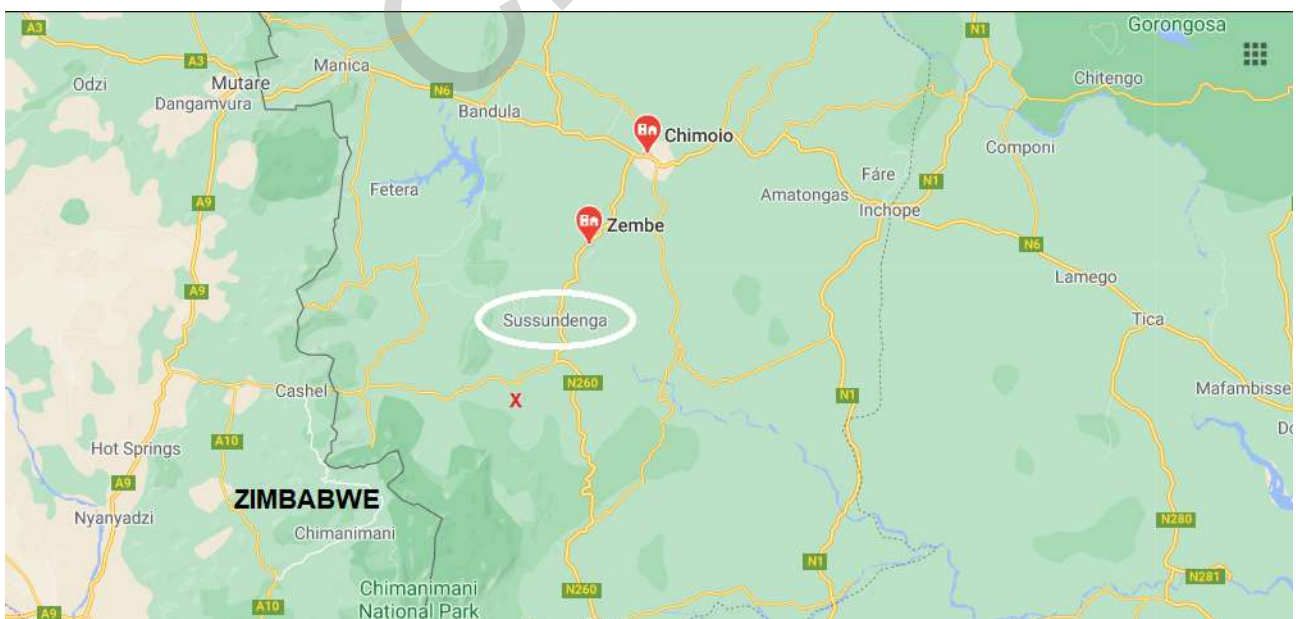 A3
N1
Gorongosa
A3
Manica
Odzi
Mutare
Chitengo
N6
Dangamvura
Bandula
Chimoio
Componi
Fetera
Fáre
N1
Amatongas
A9
Inchope
Zembe
N6
Lamego
A9
Sussundenga
Tica
N260
Cashel
X
N1
Mafambisse
A10
Hot Springs
A9
ZIMBABWE
Nyanyadzi
N280
Chimanimani
N1
N281
Chimanimani
National Park
N260
A9
A10